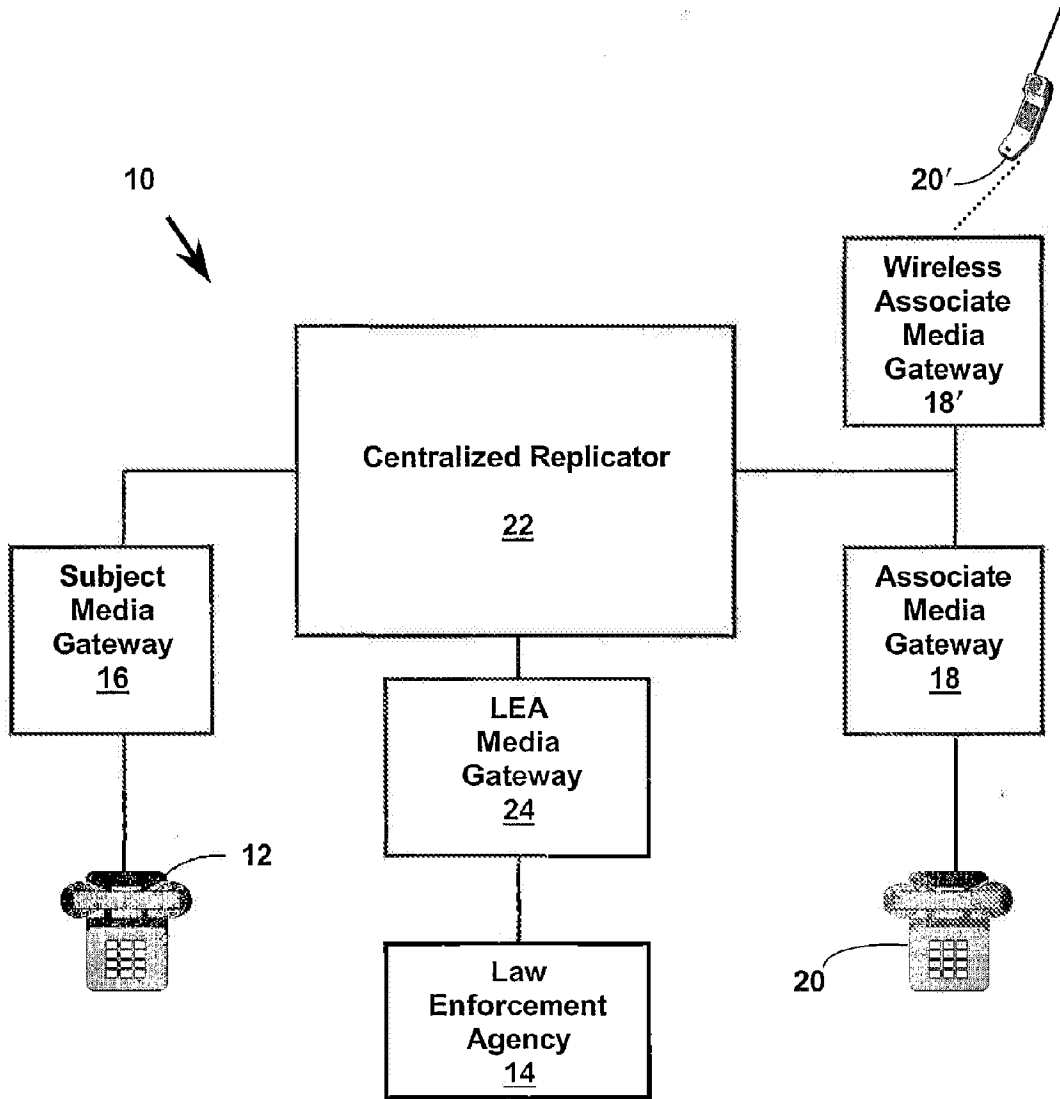 20′
10
Wireless
Associate
Media
Gateway
18′
Centralized Replicator
22
Subject
Media
Gateway
16
Associate
Media
Gateway
18
LEA
Media
Gateway
24
12
20
Law
Enforcement
Agency
14